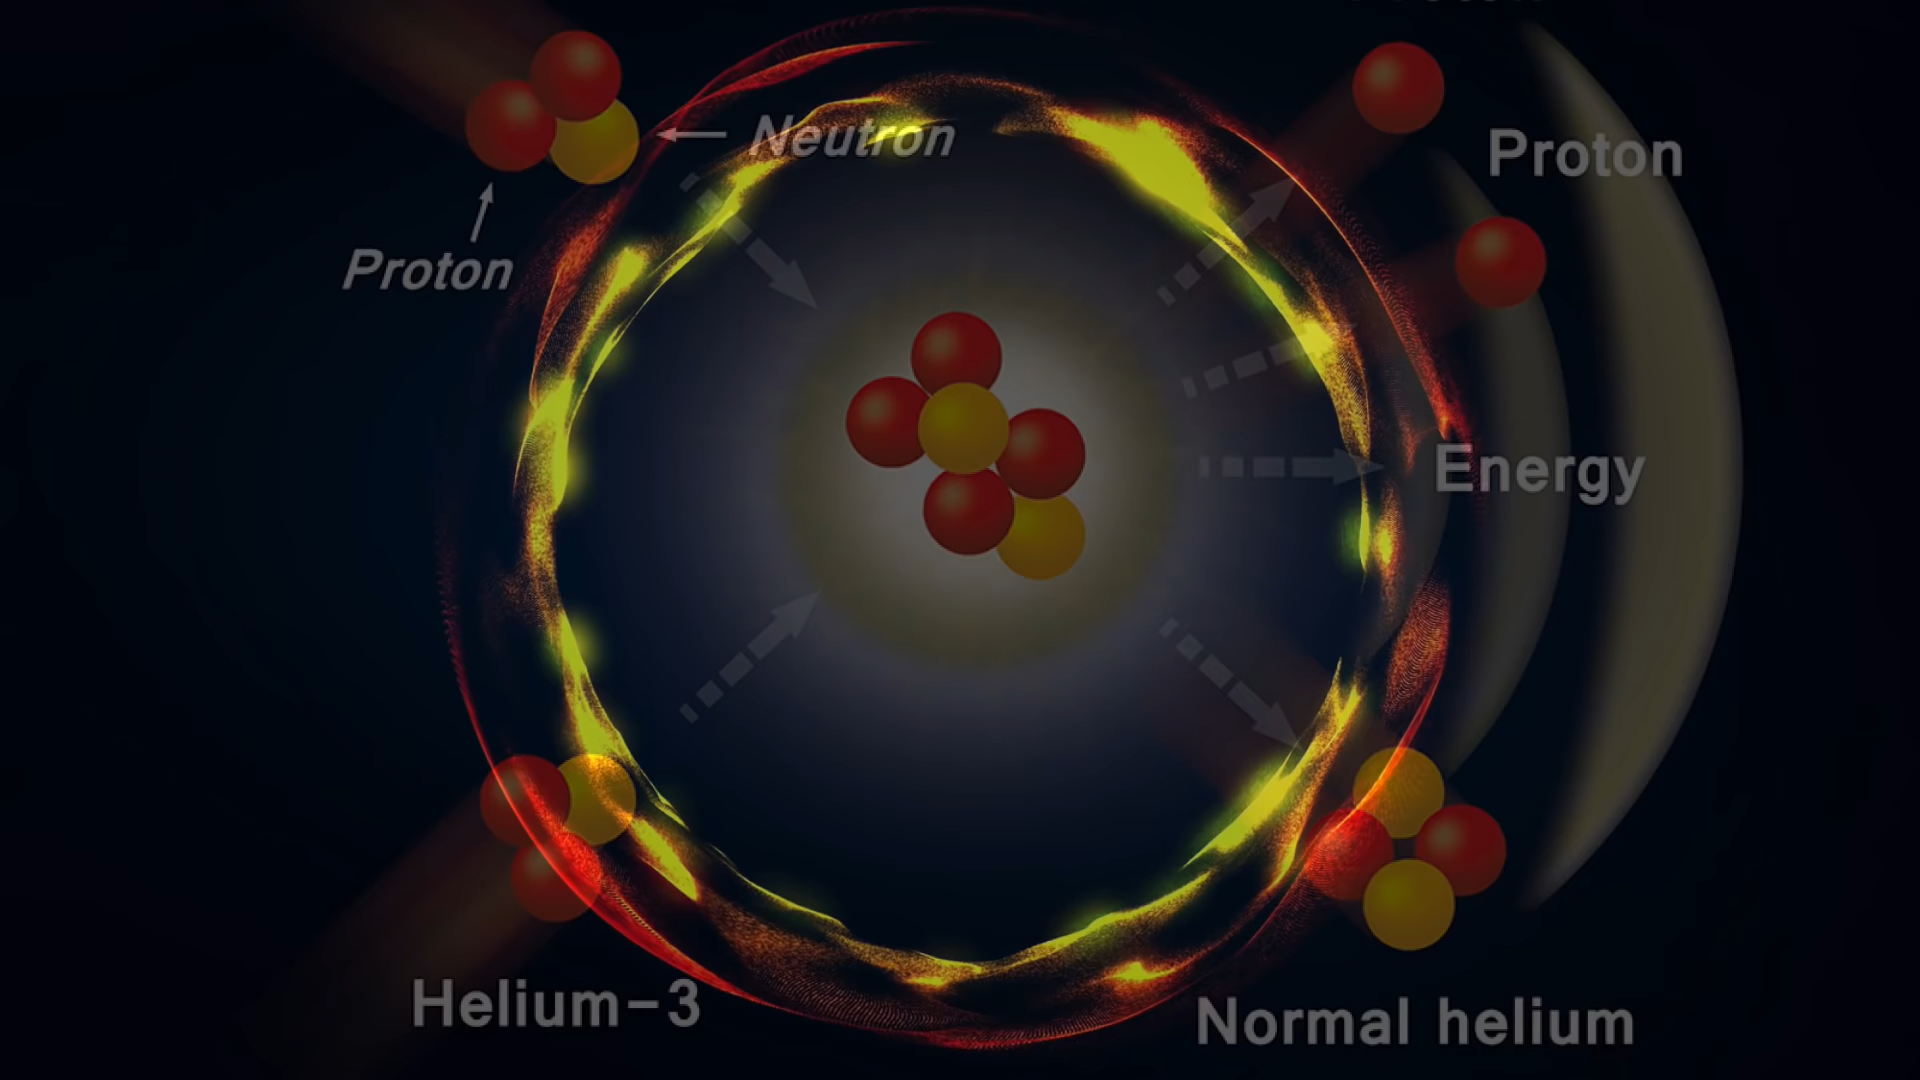 Neutron
Proton
Proton
Energy
Helium-3
Normal helium